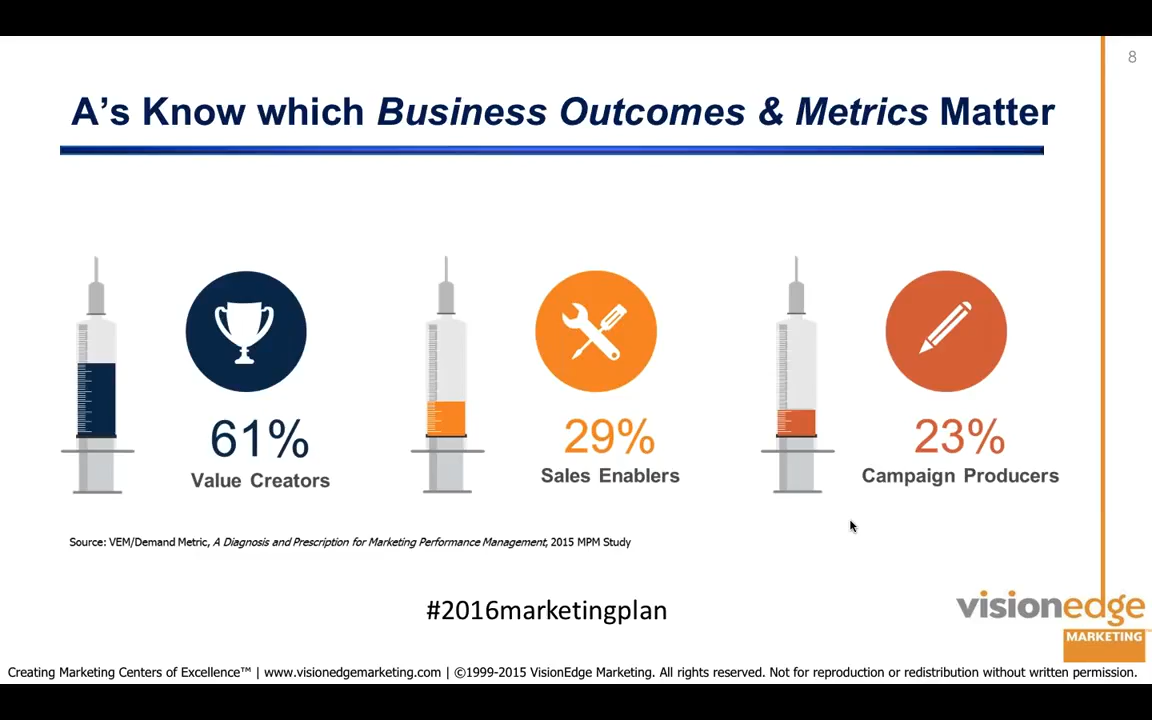 8
A’s Know which Business Outcomes & Metrics Matter
61%
Value Creators
29%
Sales Enablers
23%
Campaign Producers
Source: VEM/Demand Metric, A Diagnosis and Prescription for Marketing Performance Management, 2015 MPM Study
#2016marketingplan
visionedge
MARKETING
Creating Marketing Centers of Excellence™ | www.visionedgemarketing.com | ©1999-2015 VisionEdge Marketing. All rights reserved. Not for reproduction or redistribution without written permission.